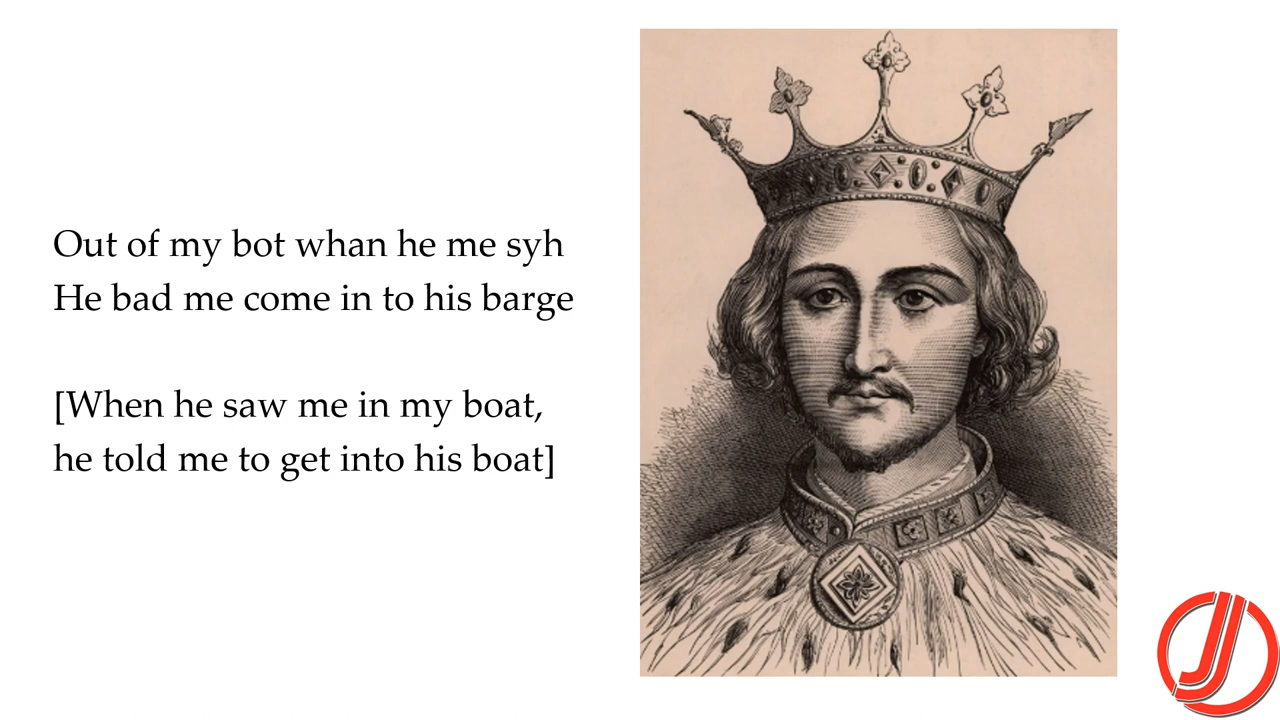 Out of my bot whan he me syh
He bad me come in to his barge
[When he saw me in my boat,
he told me to get into his boat]